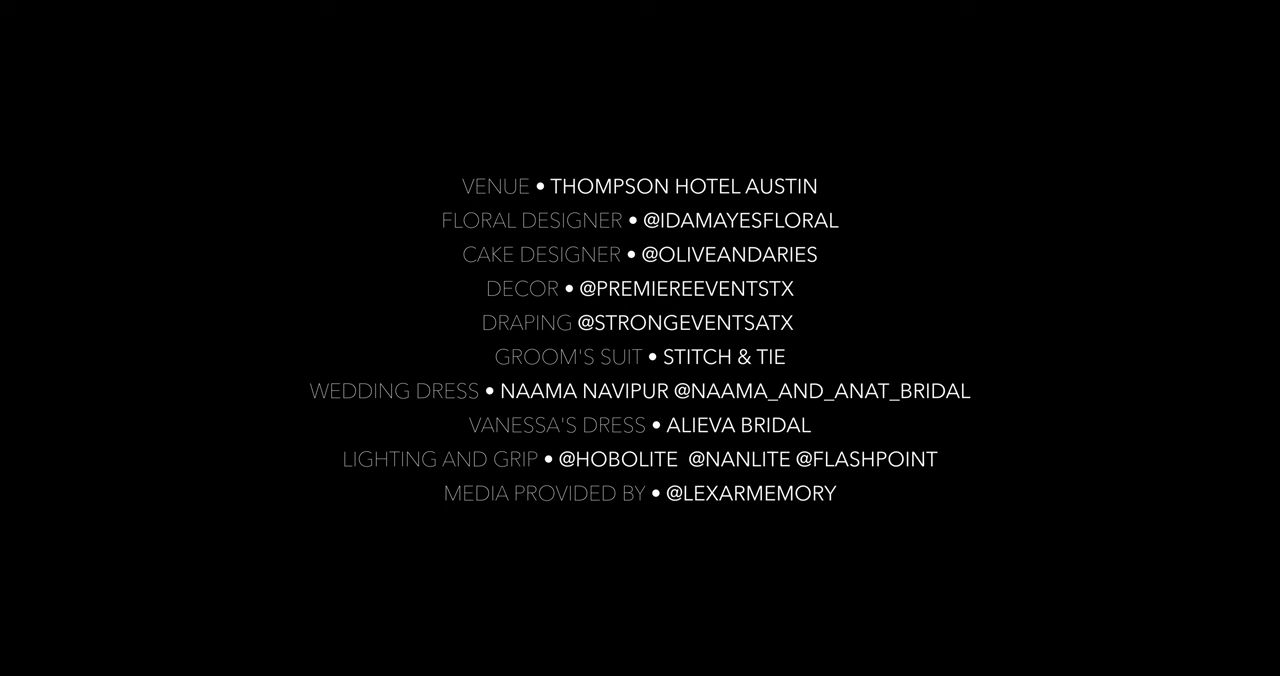 VENUE • THOMPSON HOTEL AUSTIN
FLORAL DESIGNER • @IDAMAYESFLORAL
CAKE DESIGNER • @OLIVEANDARIES
DECOR • @PREMIEREEVENTSTX
DRAPING @STRONGEVENTSATX
GROOM'S SUIT • STITCH & TIE
WEDDING DRESS • NAAMA NAVIPUR @NAAMA_AND_ANAT_BRIDAL
VANESSA'S DRESS • ALIEVA BRIDAL
LIGHTING AND GRIP • @HOBOLITE @NANLITE @FLASHPOINT
MEDIA PROVIDED BY • @LEXARMEMORY